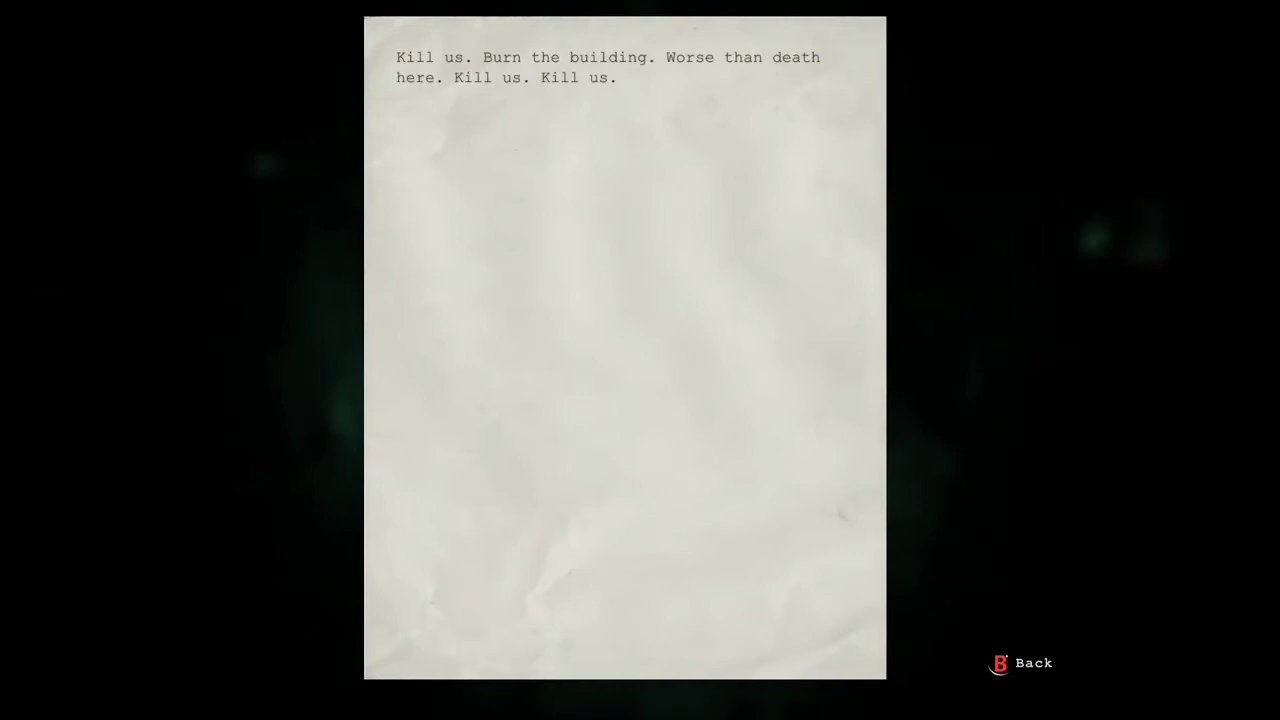 Kill us. Burn the building. Worse than death
here. Kill us. Kill us.
B Back